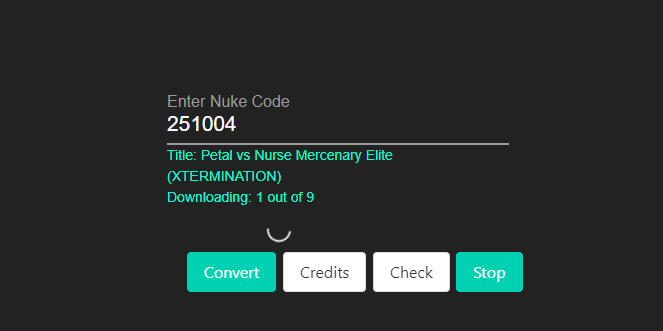 Enter Nuke Code
251004
Title: Petal vs Nurse Mercenary Elite
(XTERMINATION)
Downloading: 1 out of 9
Convert Credits Check Stop